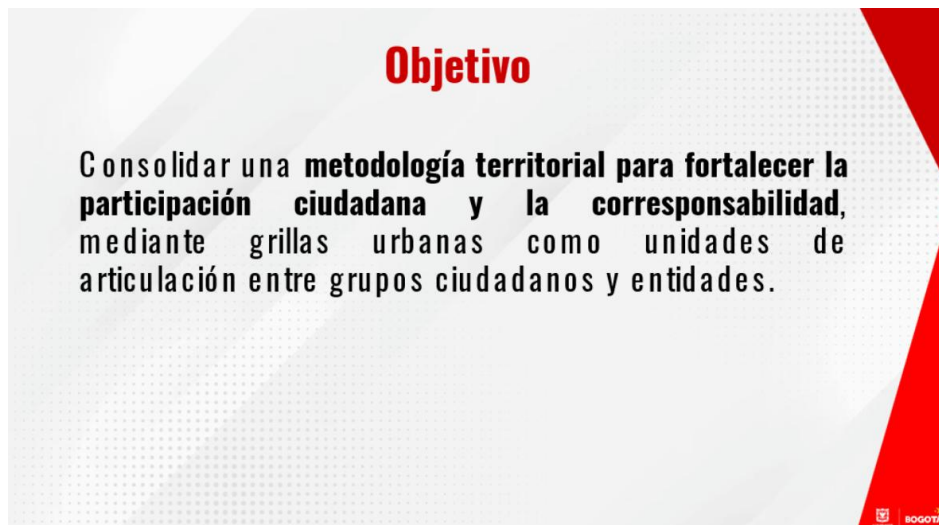 Objetivo
Consolidar una metodología territorial para fortalecer la
participación ciudadana y la corresponsabilidad,
mediante grillas urbanas como unidades de
articulación entre grupos ciudadanos y entidades.
BOGOTÁ